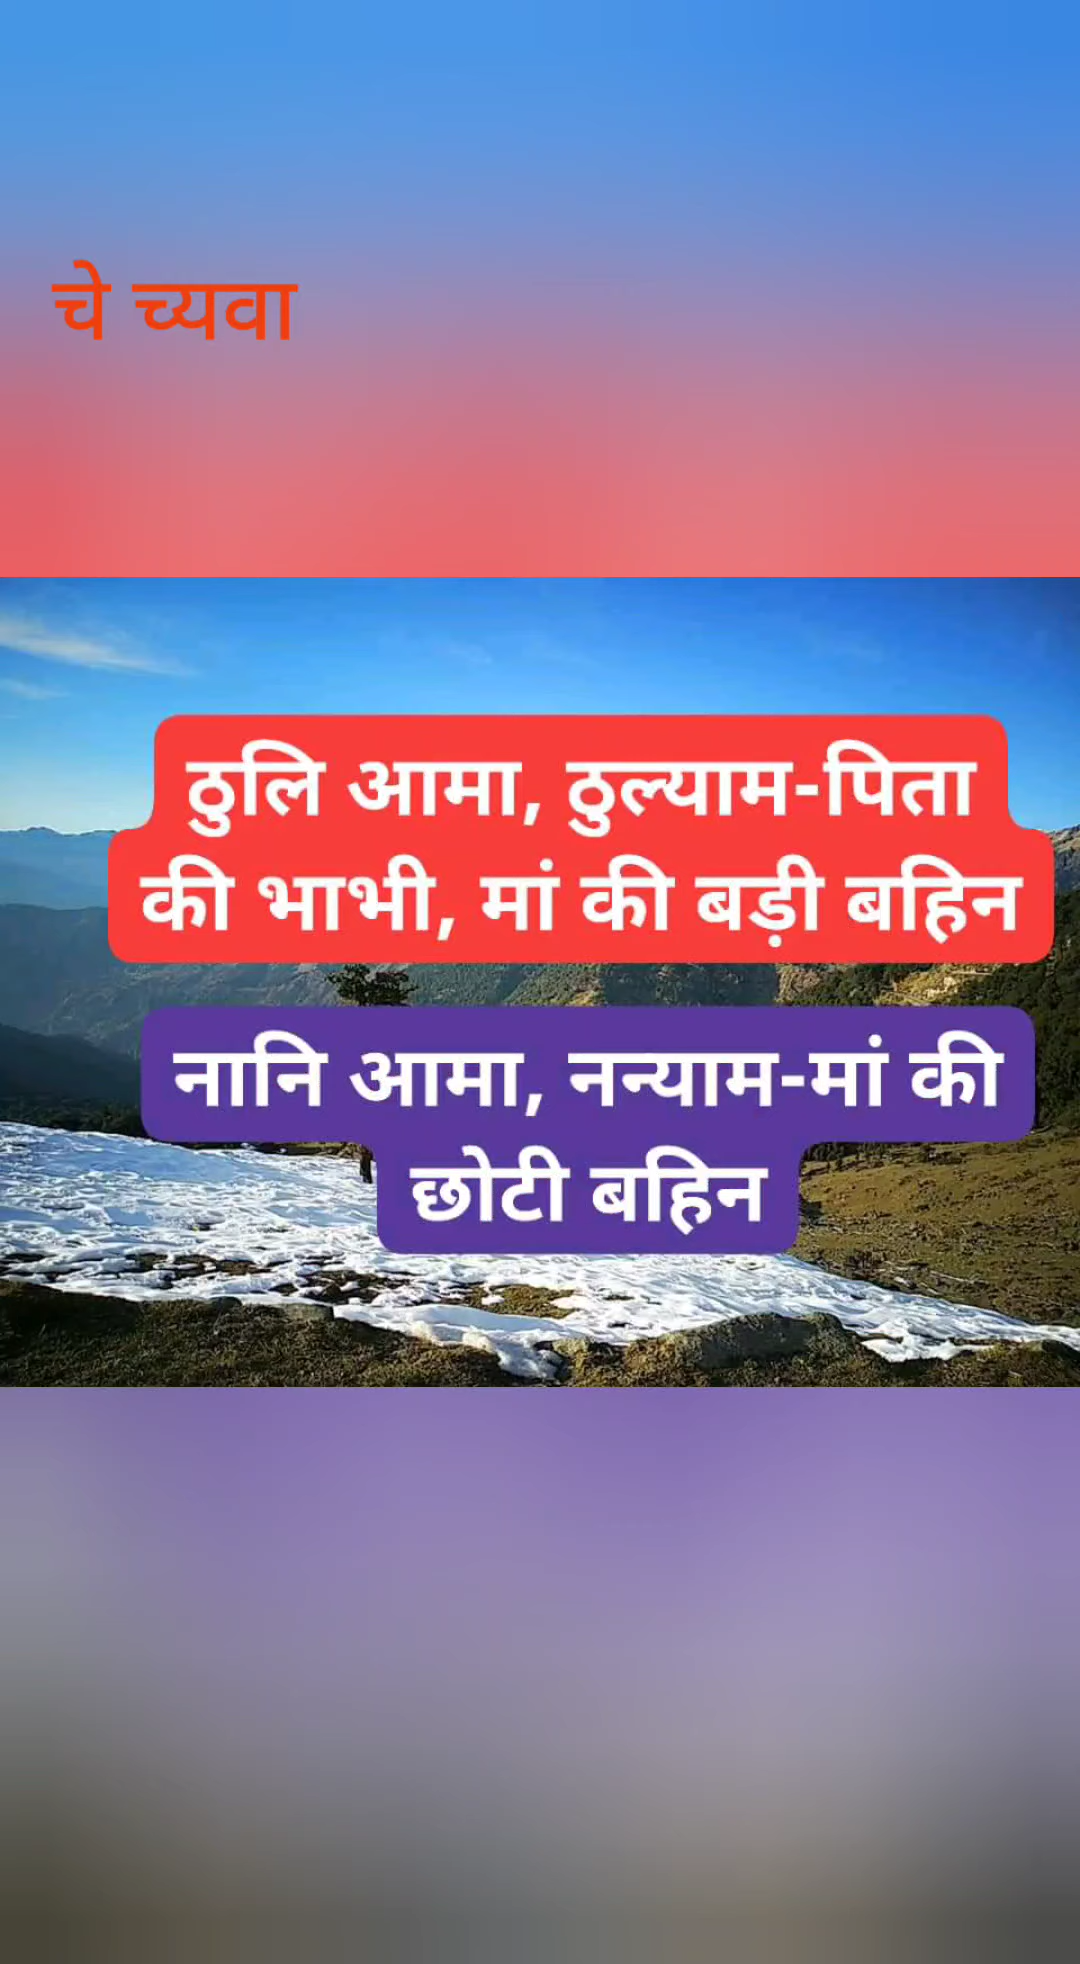 चे च्यवा
ठुलि आमा, ठुल्याम-पिता
की भाभी, मां की बड़ी बहिन
नानि आमा, नन्याम-मां की
छोटी बहिन